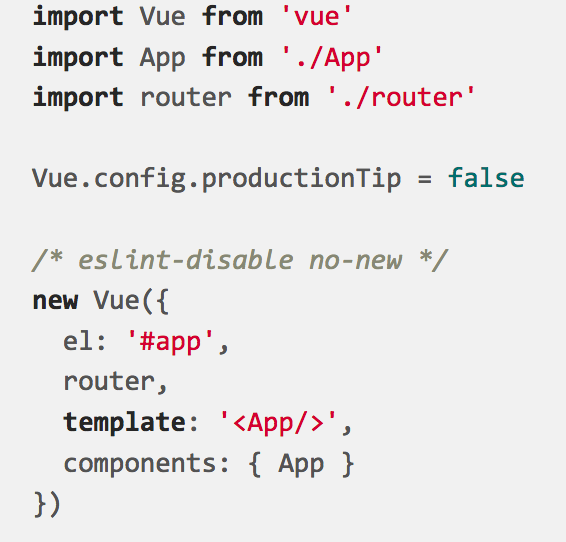 import Vue from 'vue'
import App from './App'
import router from './router'
Vue.config.productionTip = false
/* eslint-disable no-new */
new Vue({
  el: '#app',
  router,
  template: '<App/>',
  components: { App }
})